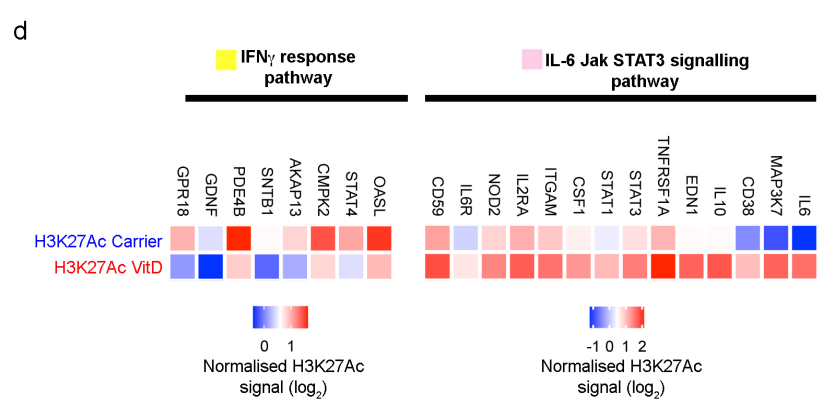 d
IFNγ response
pathway
IL-6 Jak STAT3 signalling
pathway
GPR18
GDNF
PDE4B
SNTB1
AKAP13
CMPK2
STAT4
OASL
CD59
IL6R
NOD2
IL2RA
ITGAM
CSF1
STAT1
STAT3
TNFRSF1A
EDN1
IL10
CD38
MAP3K7
IL6
H3K27Ac Carrier
H3K27Ac VitD
0 1
Normalised H3K27Ac
signal (log₂)
-1 0 1 2
Normalised H3K27Ac
signal (log₂)